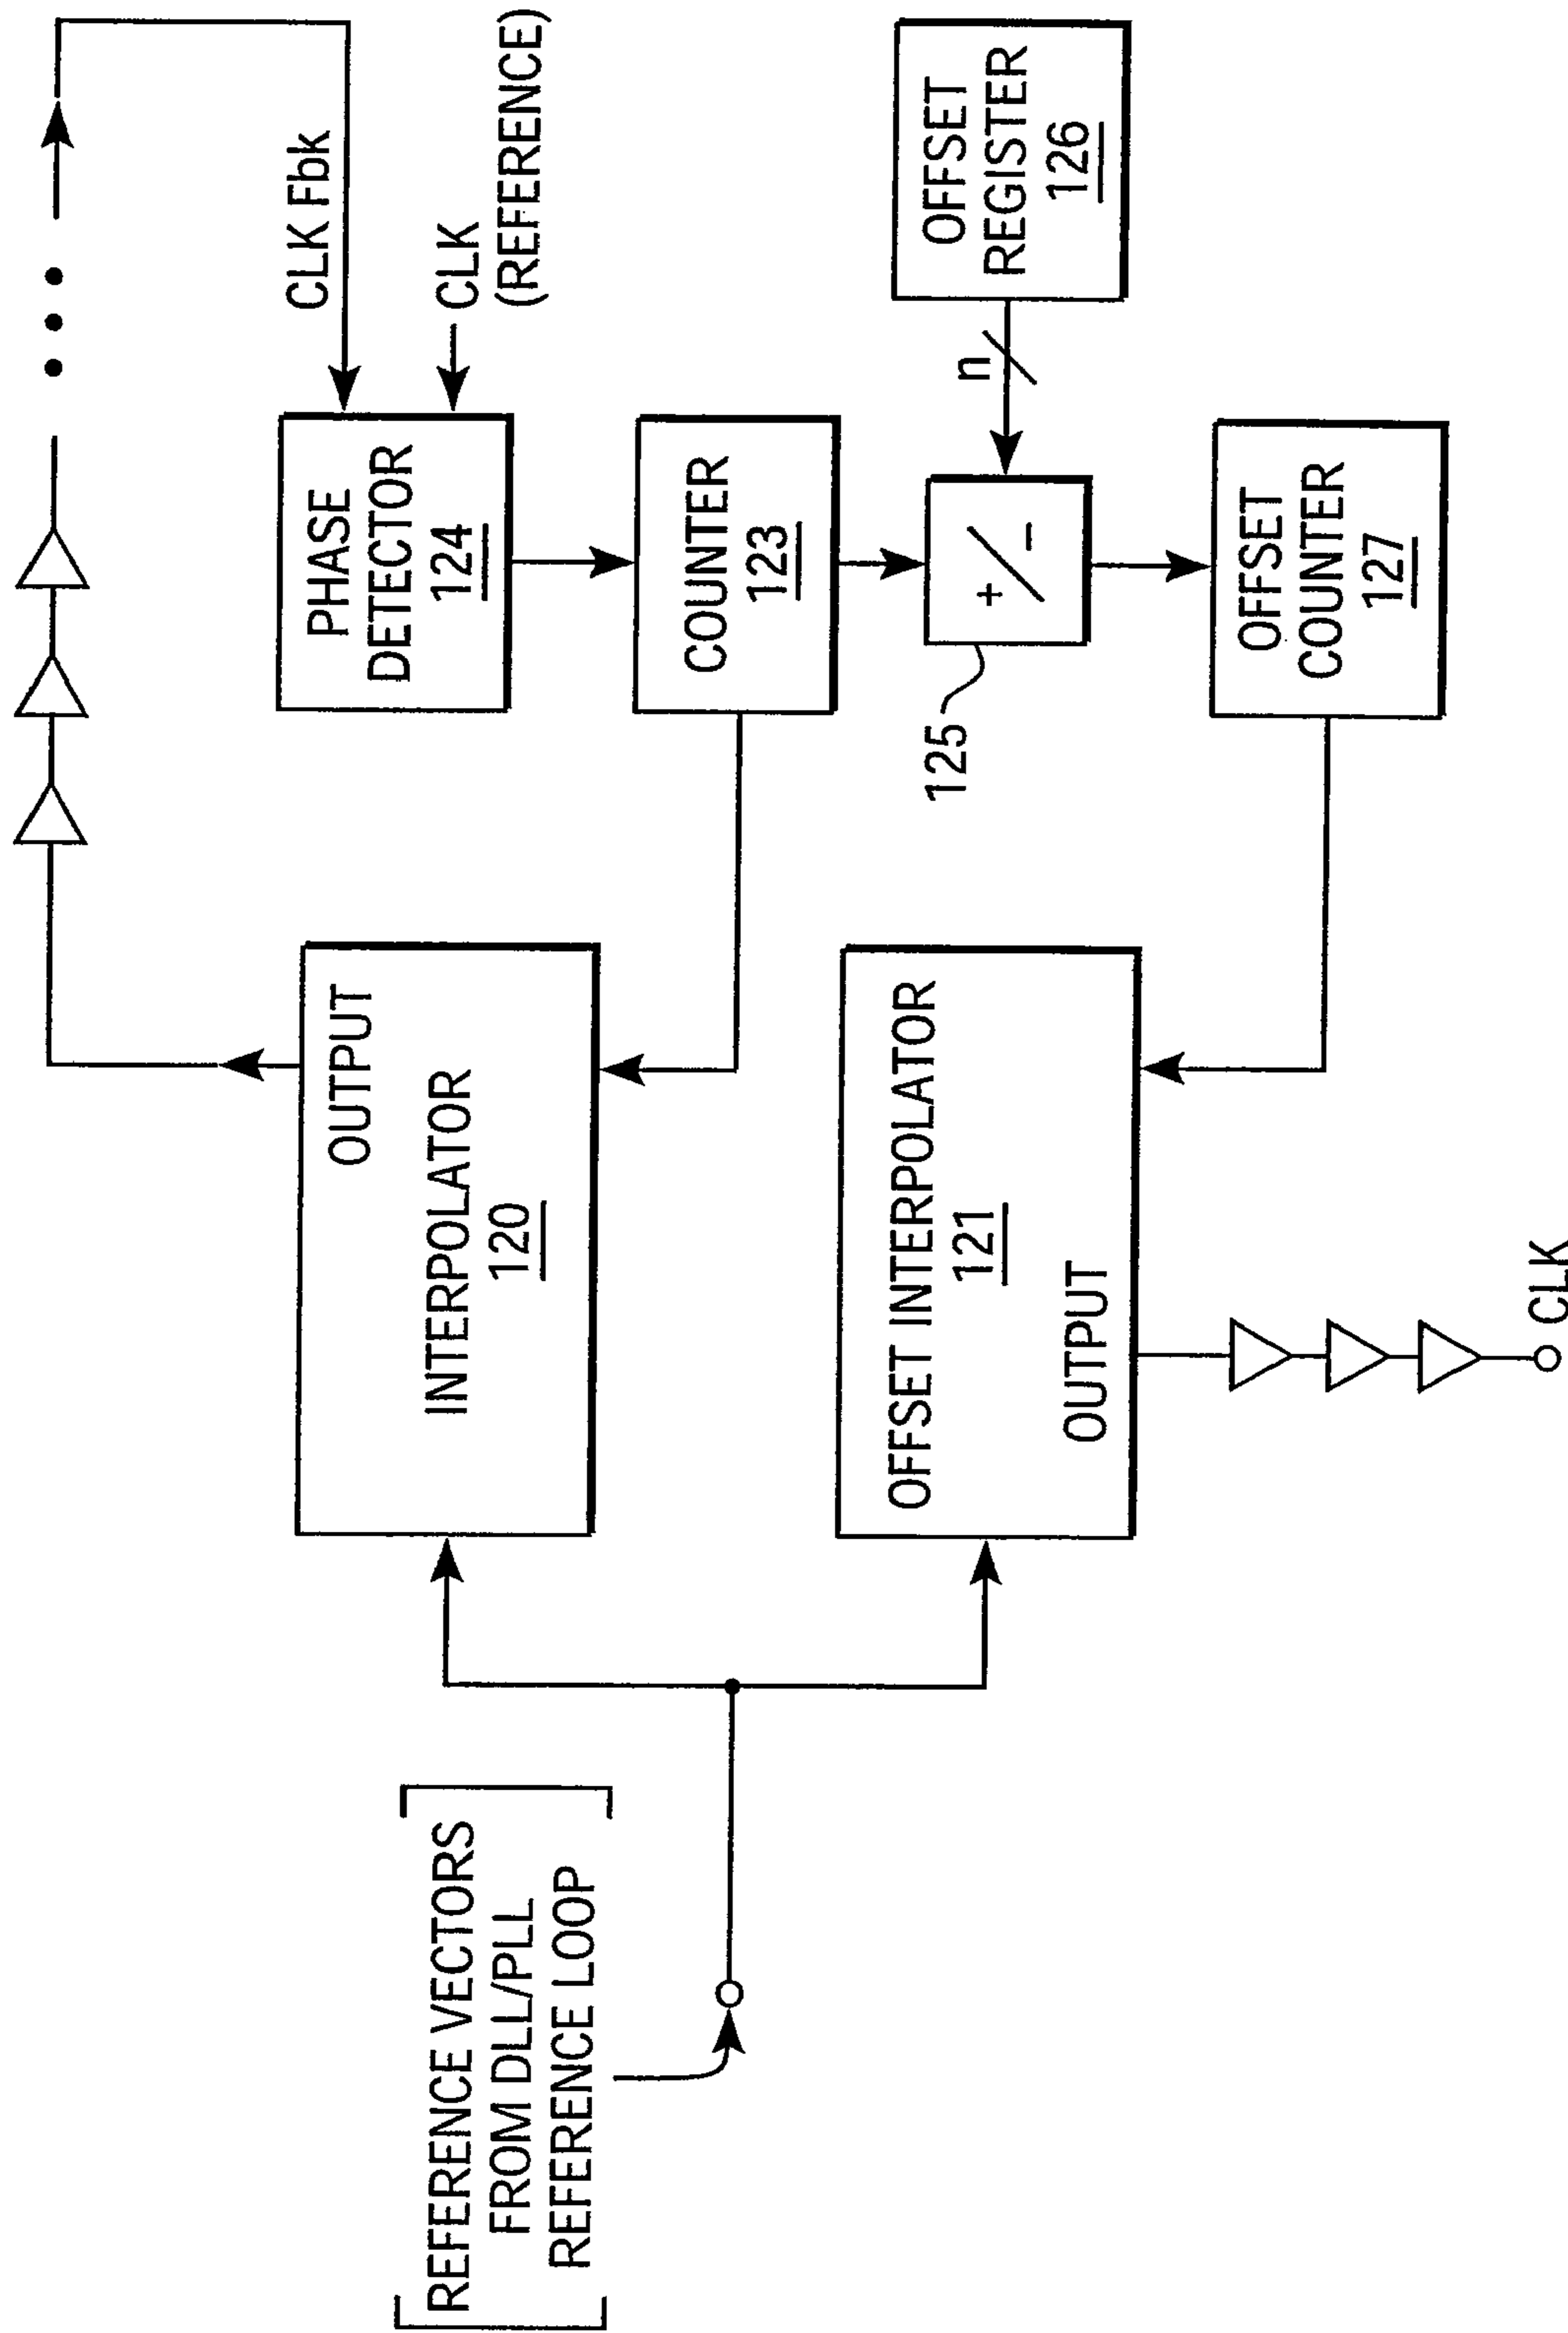 CLK Fbk
CLK
(REFERENCE)
PHASE
DETECTOR
124
OUTPUT
INTERPOLATOR
120
COUNTER
123
REFERENCE VECTORS
FROM DLL/PLL
REFERENCE LOOP
OFFSET
REGISTER
126
n
+/-
125
OFFSET INTERPOLATOR
121
OUTPUT
OFFSET
COUNTER
127
CLK